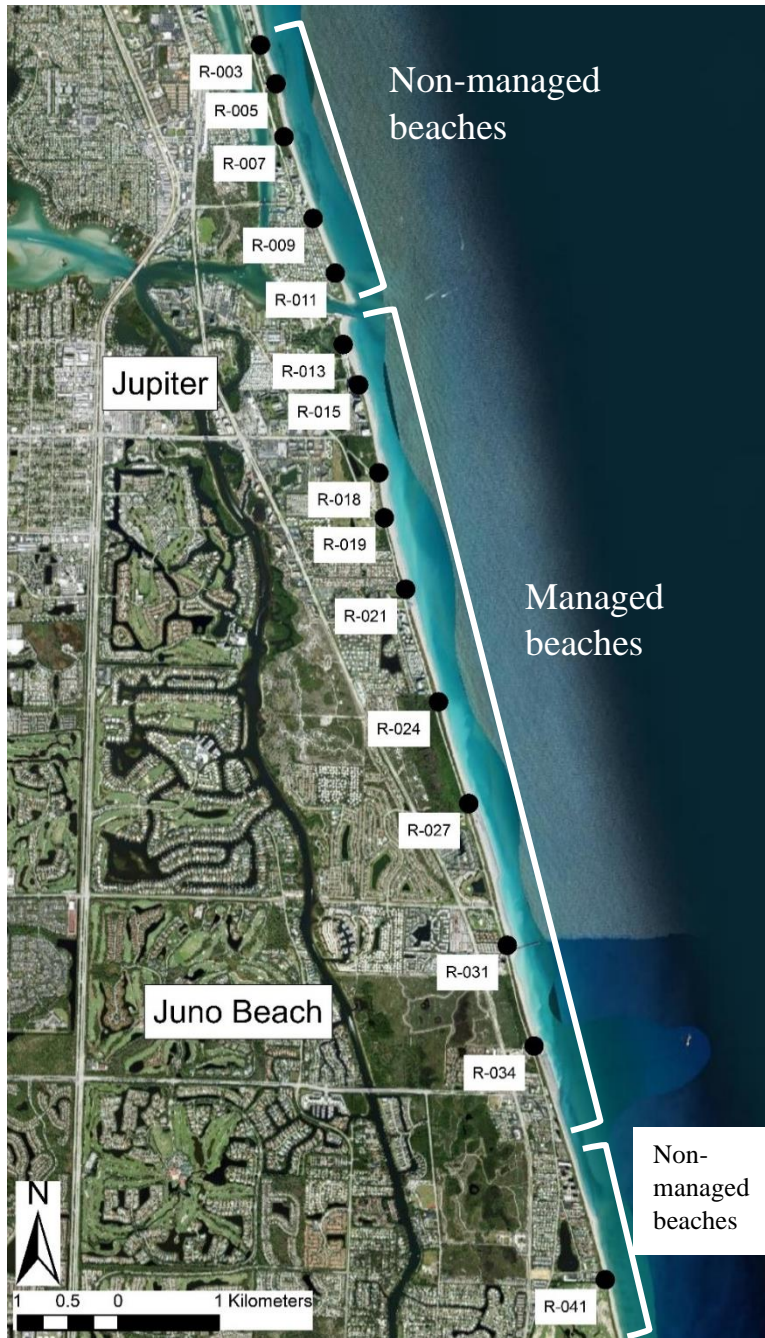 Non-managed
beaches
R-003
R-005
R-007
R-009
R-011
R-013
Jupiter
R-015
R-018
R-019
Managed
beaches
R-021
R-024
R-027
R-031
Juno Beach
R-034
Non-
managed
beaches
N
R-041
1 0.5 0 1 Kilometers